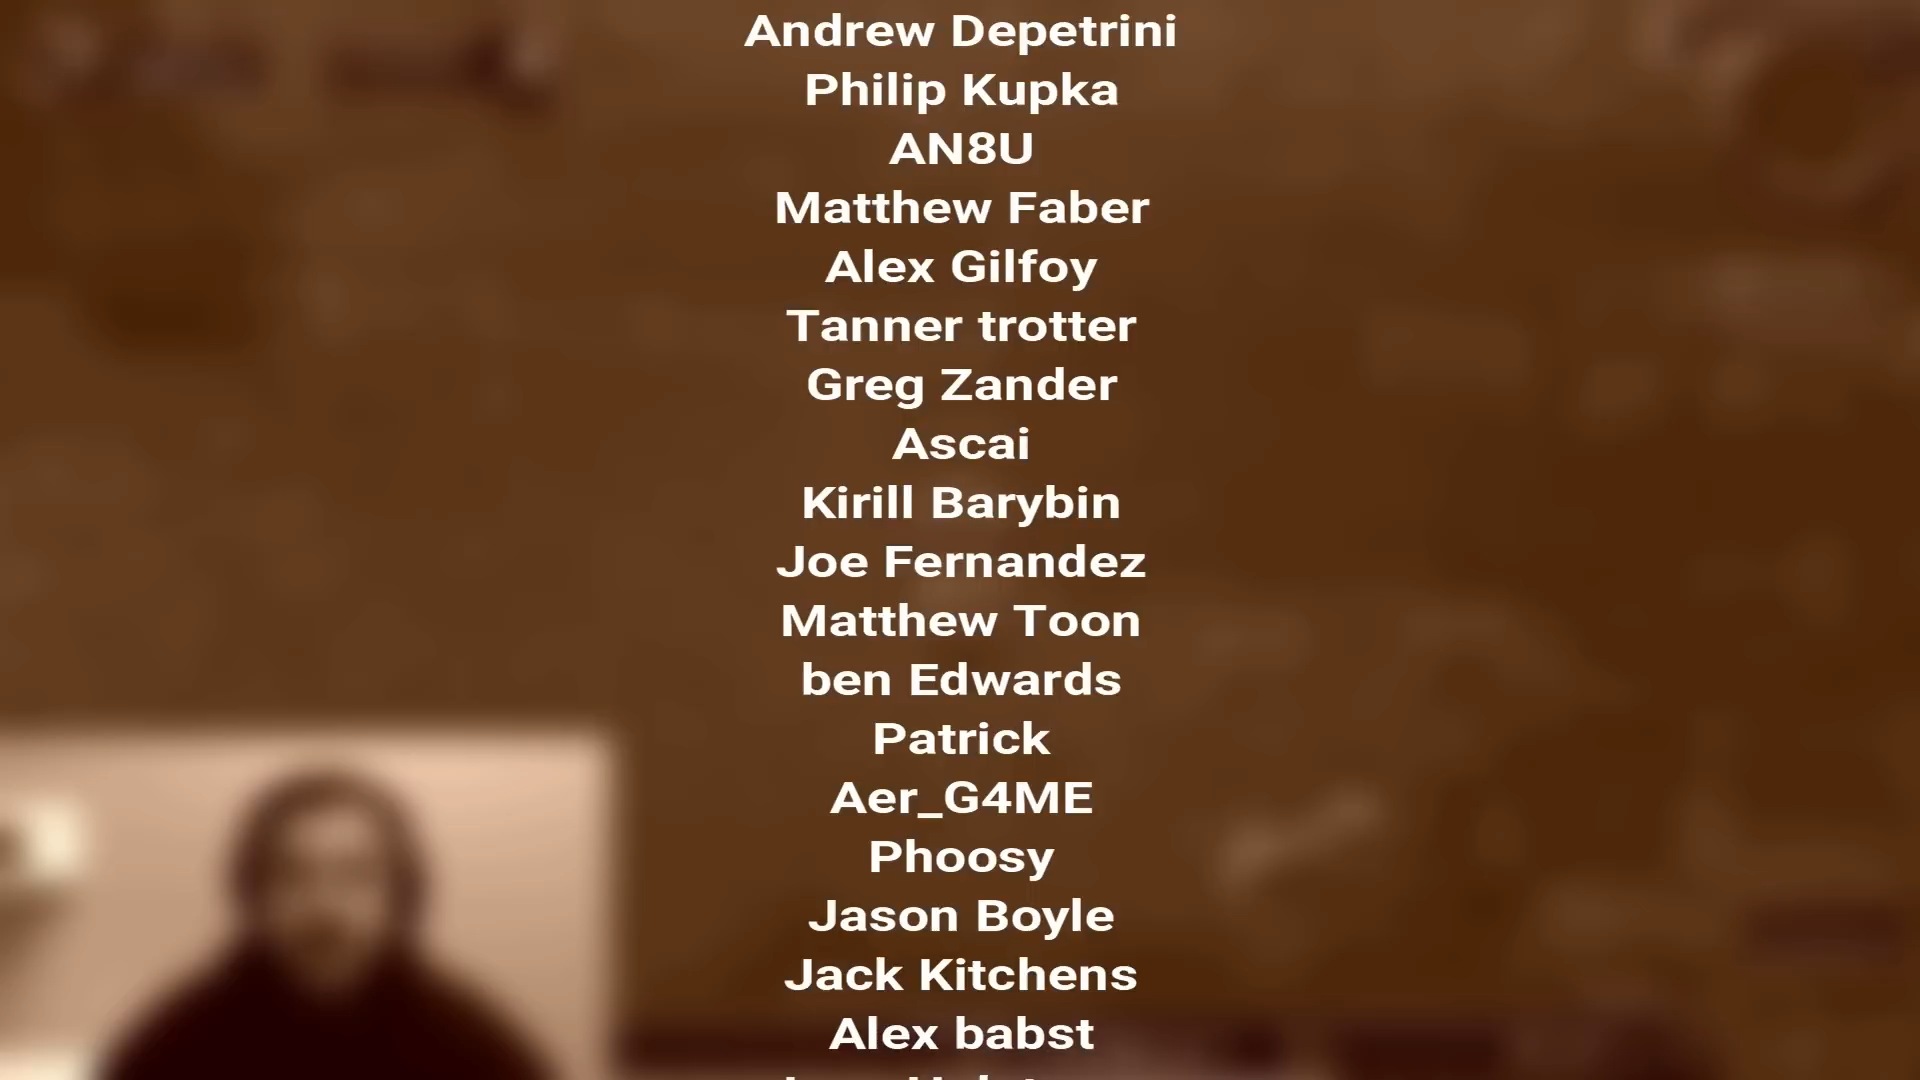 Andrew Depetrini
Philip Kupka
AN8U
Matthew Faber
Alex Gilfoy
Tanner trotter
Greg Zander
Ascai
Kirill Barybin
Joe Fernandez
Matthew Toon
ben Edwards
Patrick
Aer_G4ME
Phoosy
Jason Boyle
Jack Kitchens
Alex babst